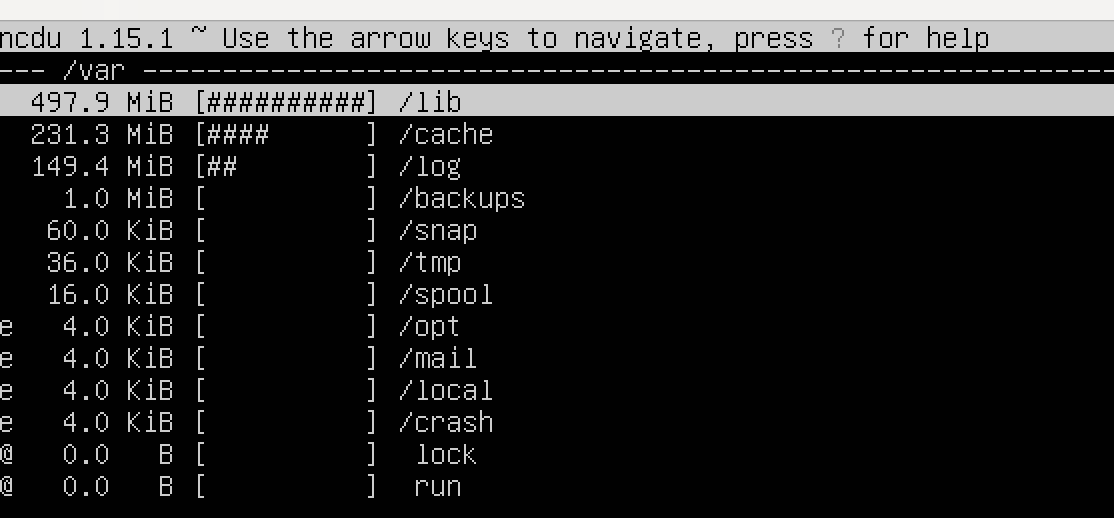 ncdu 1.15.1 ~ Use the arrow keys to navigate, press ? for help
--- /var -------------------------------------------------------------
497.9 MiB [##########] /lib
231.3 MiB [####      ] /cache
149.4 MiB [##        ] /log
1.0 MiB [          ] /backups
60.0 KiB [          ] /snap
36.0 KiB [          ] /tmp
16.0 KiB [          ] /spool
e   4.0 KiB [          ] /opt
e   4.0 KiB [          ] /mail
e   4.0 KiB [          ] /local
e   4.0 KiB [          ] /crash
@   0.0   B [          ]  lock
@   0.0   B [          ]  run